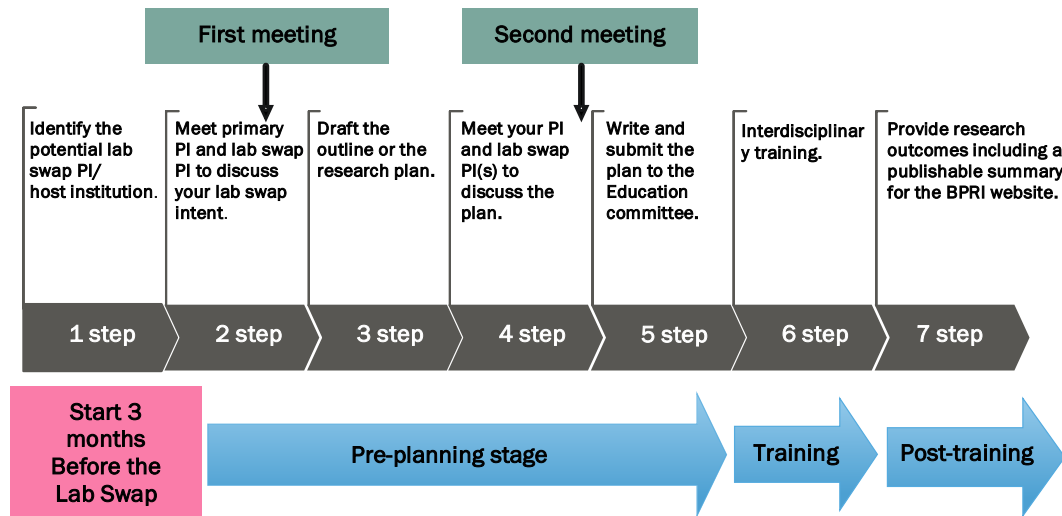 First meeting
Second meeting
Identify the
potential lab
swap PI/
host institution.
Meet primary
PI and lab swap
PI to discuss
your lab swap
intent.
Draft the
outline or the
research plan.
Meet your PI
and lab swap
PI(s) to
discuss the
plan.
Write and
submit the
plan to the
Education
committee.
Interdisciplinar
y training.
Provide research
outcomes including a
publishable summary
for the BPRI website.
1 step
2 step
3 step
4 step
5 step
6 step
7 step
Start 3
months
Before the
Lab Swap
Pre-planning stage
Training
Post-training